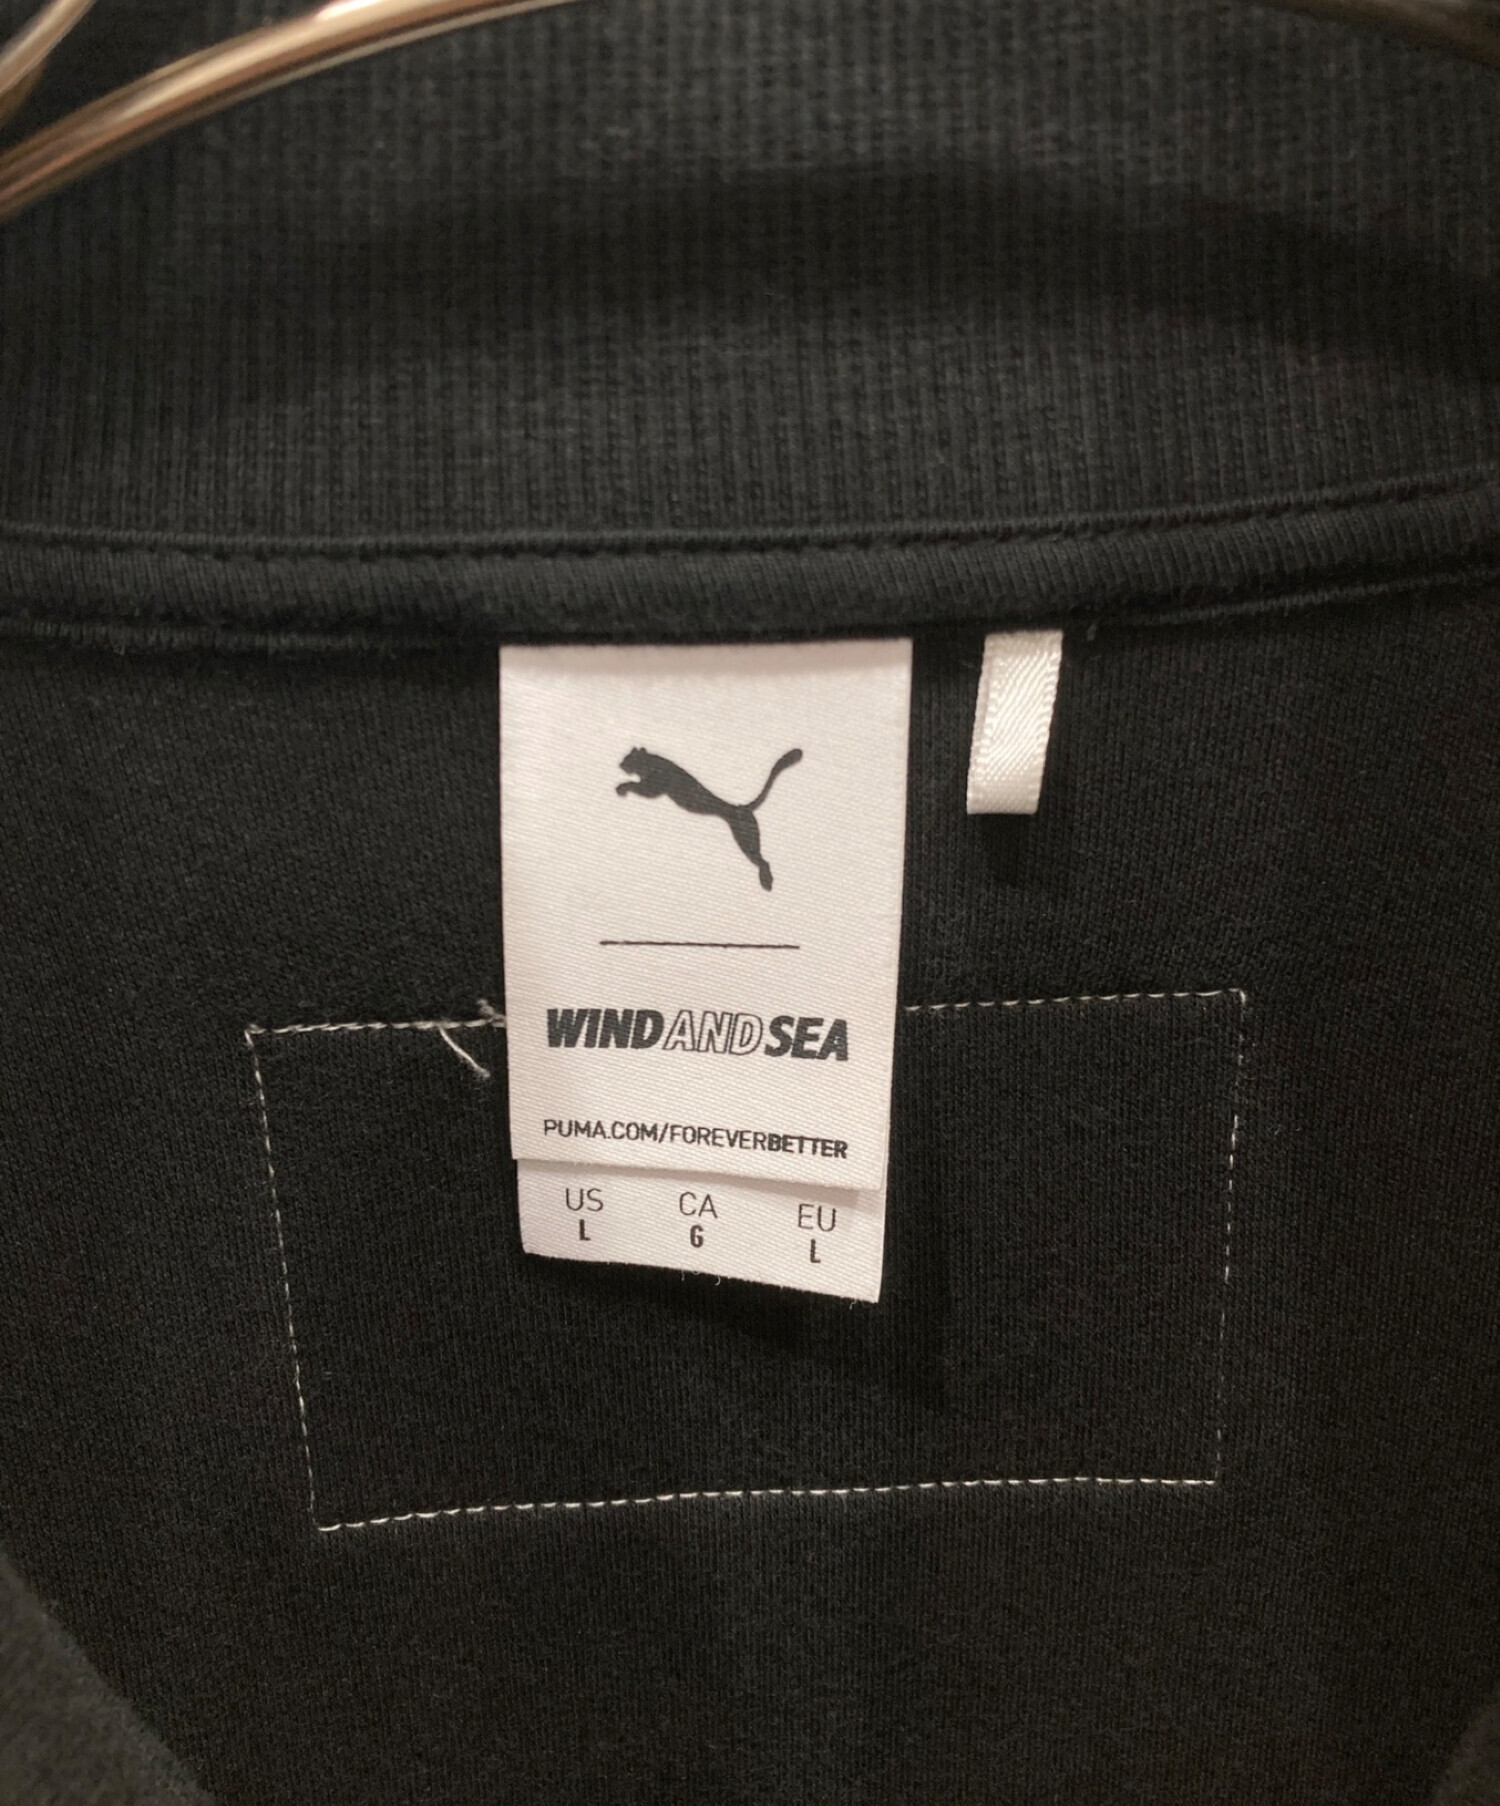 WINDANDSEA
PUMA.COM/FOREVERBETTER
US CA EU
L G L